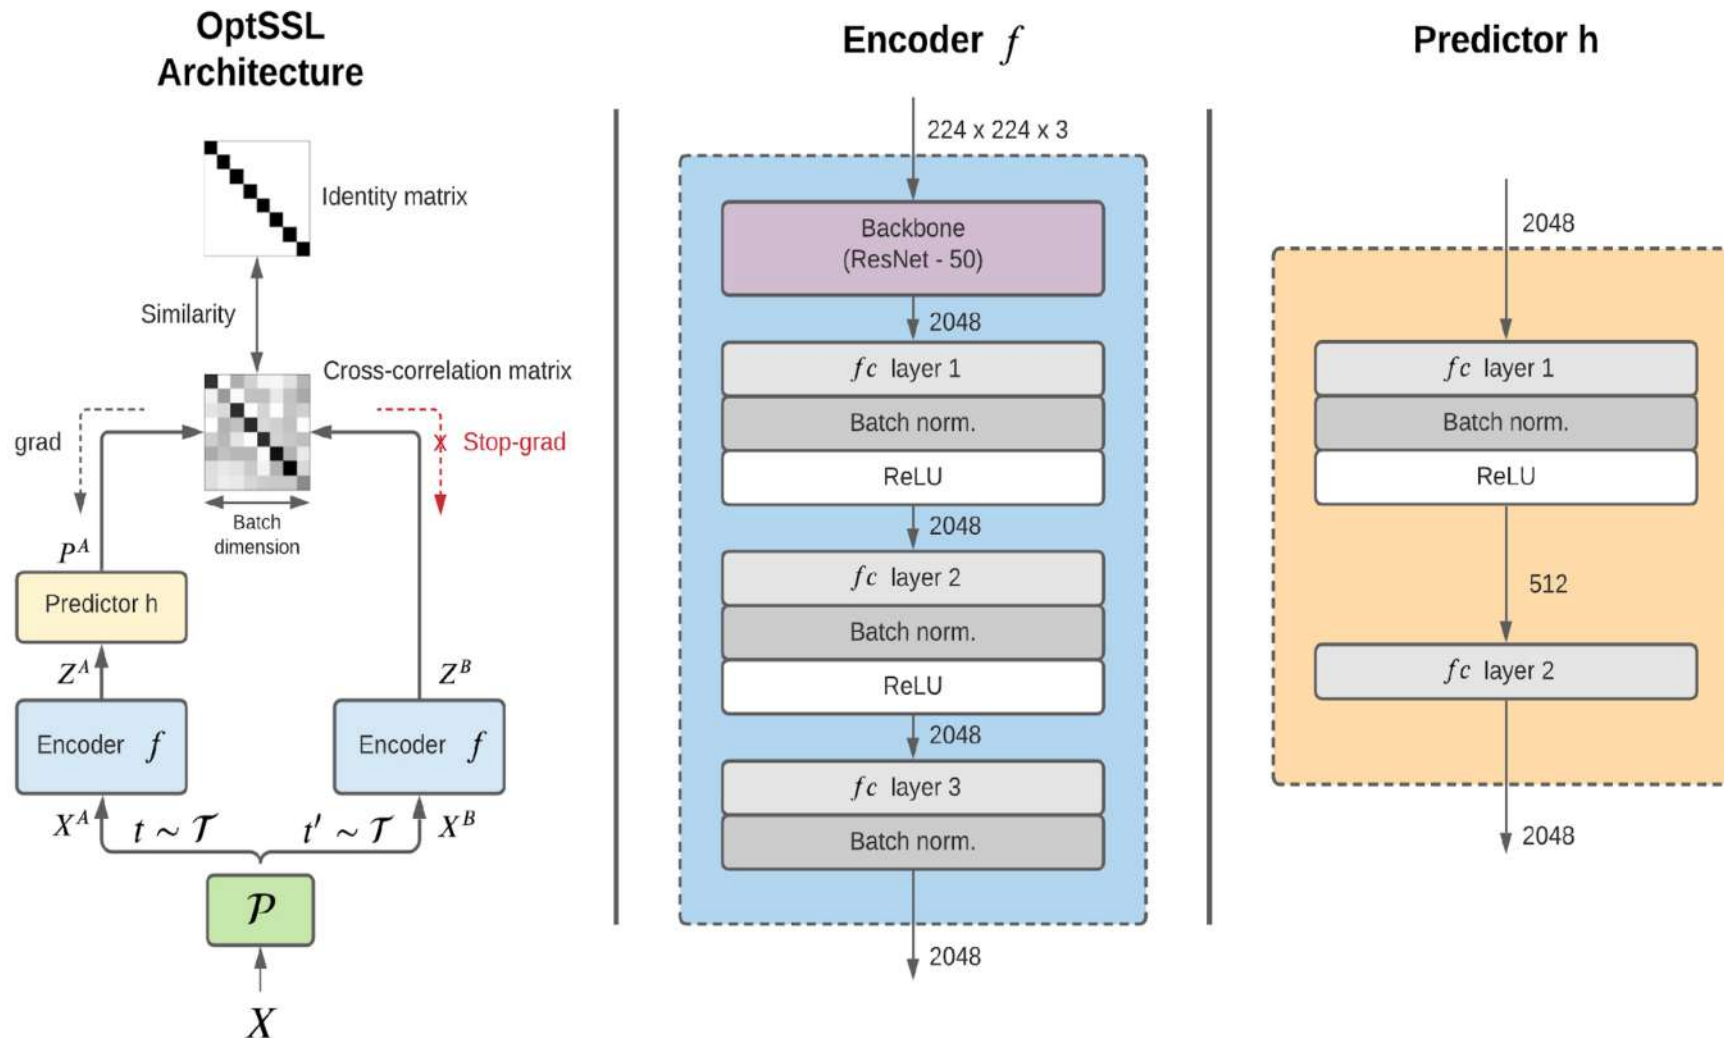 OptSSL
Architecture
Identity matrix
Similarity
Cross-correlation matrix
grad
Stop-grad
x
Batch
dimension
P^A
Predictor h
Z^A
Z^B
Encoder f
Encoder f
X^A
t ~ 𝒯
t′ ~ 𝒯
X^B
𝒫
X
Encoder f
224 x 224 x 3
Backbone
(ResNet - 50)
2048
fc layer 1
Batch norm.
ReLU
2048
fc layer 2
Batch norm.
ReLU
2048
fc layer 3
Batch norm.
2048
Predictor h
2048
fc layer 1
Batch norm.
ReLU
512
fc layer 2
2048